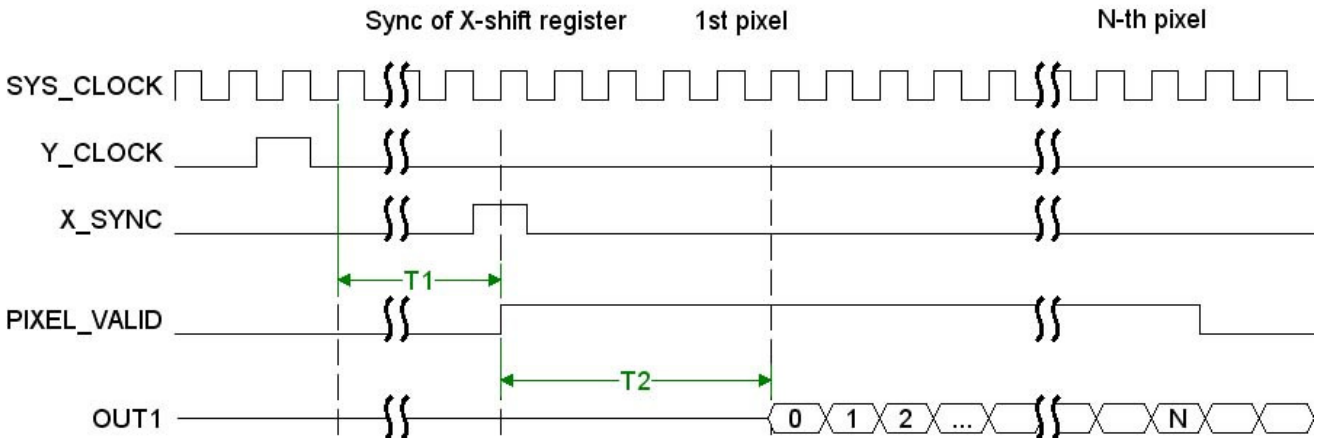 Sync of X-shift register 1st pixel N-th pixel
SYS_CLOCK
Y_CLOCK
X_SYNC
T1
PIXEL_VALID
T2
OUT1 0 1 2 ... N